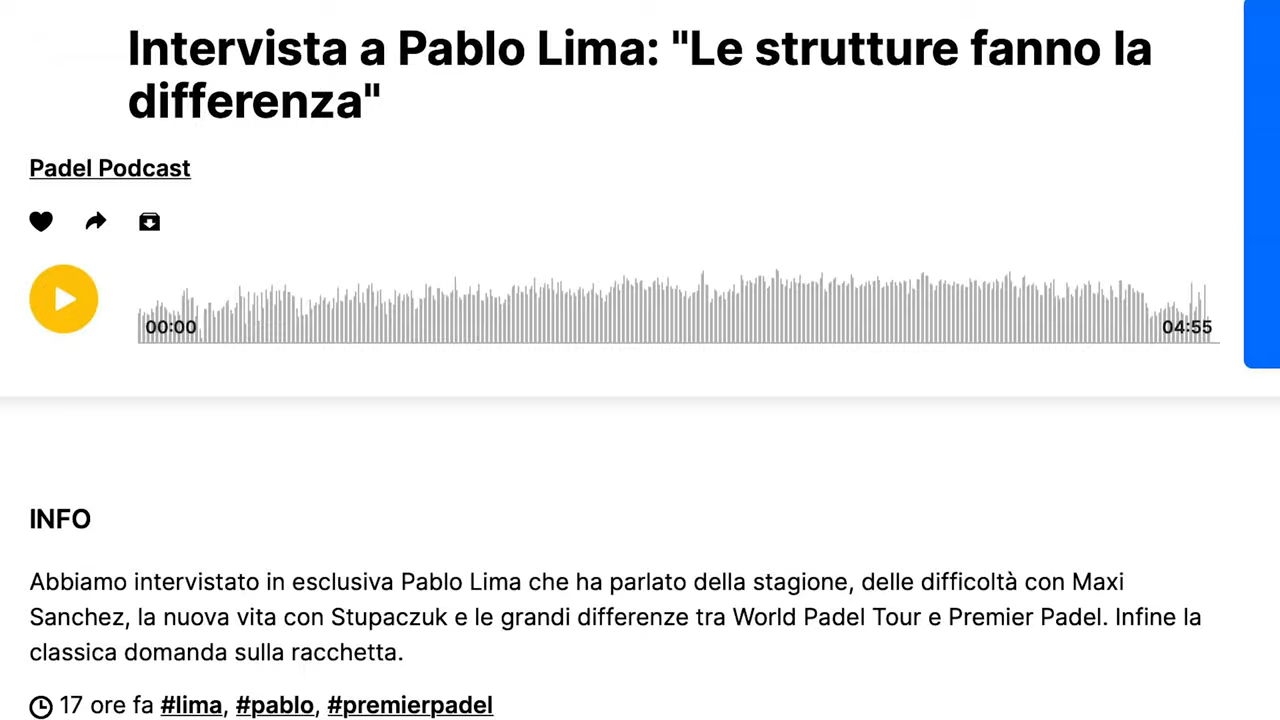 Intervista a Pablo Lima: "Le strutture fanno la
differenza"
Padel Podcast
00:00
04:55
INFO
Abbiamo intervistato in esclusiva Pablo Lima che ha parlato della stagione, delle difficoltà con Maxi
Sanchez, la nuova vita con Stupaczuk e le grandi differenze tra World Padel Tour e Premier Padel. Infine la
classica domanda sulla racchetta.
17 ore fa #lima, #pablo, #premierpadel